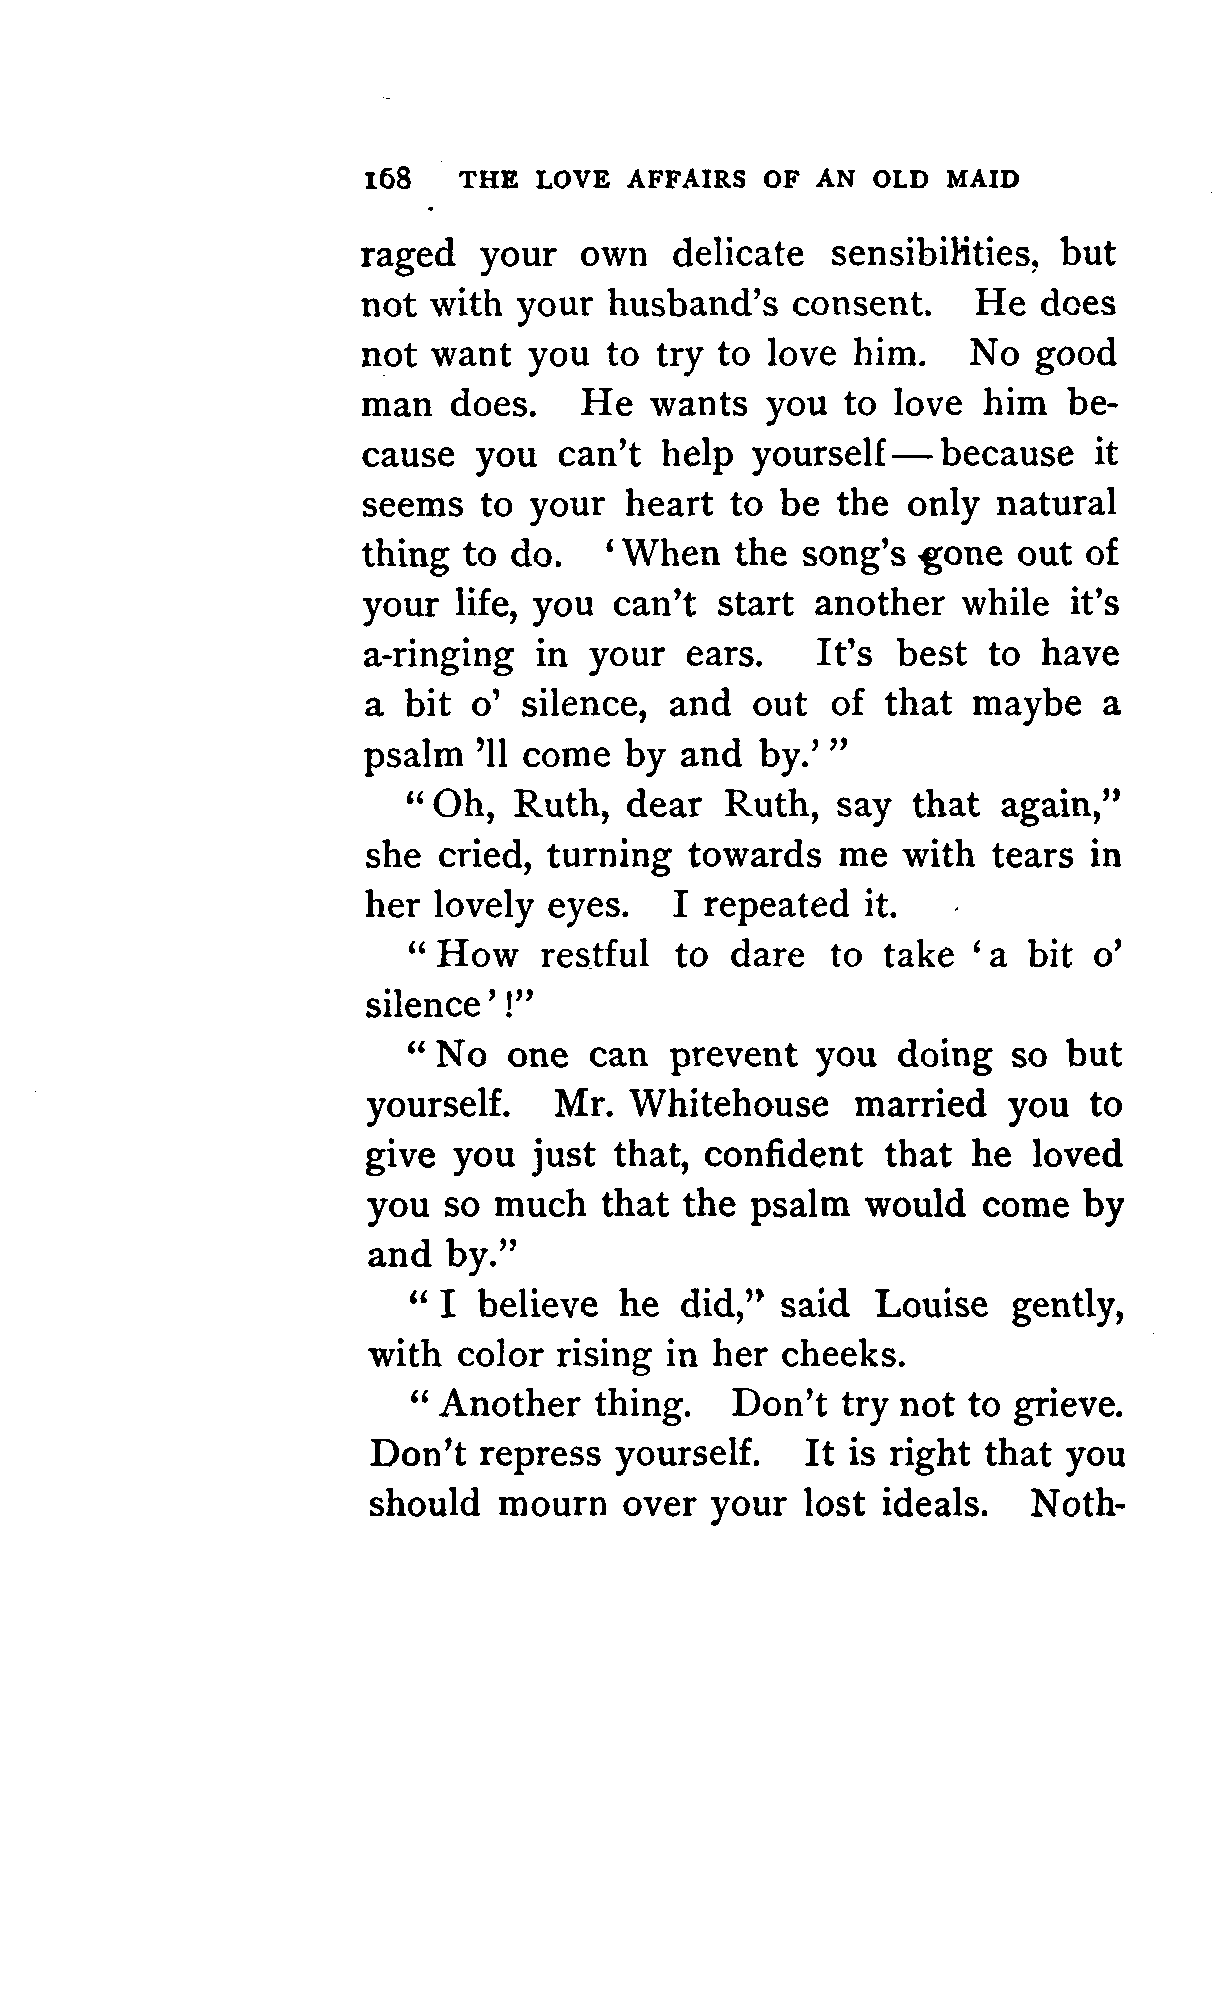 168 THE LOVE AFFAIRS OF AN OLD MAID
raged your own delicate sensibilities, but
not with your husband's consent. He does
not want you to try to love him. No good
man does. He wants you to love him be-
cause you can't help yourself—because it
seems to your heart to be the only natural
thing to do. 'When the song's gone out of
your life, you can't start another while it's
a-ringing in your ears. It's best to have
a bit o' silence, and out of that maybe a
psalm 'll come by and by.'"
"Oh, Ruth, dear Ruth, say that again,"
she cried, turning towards me with tears in
her lovely eyes. I repeated it.
"How restful to dare to take 'a bit o'
silence'!"
"No one can prevent you doing so but
yourself. Mr. Whitehouse married you to
give you just that, confident that he loved
you so much that the psalm would come by
and by."
"I believe he did," said Louise gently,
with color rising in her cheeks.
"Another thing. Don't try not to grieve.
Don't repress yourself. It is right that you
should mourn over your lost ideals. Noth-